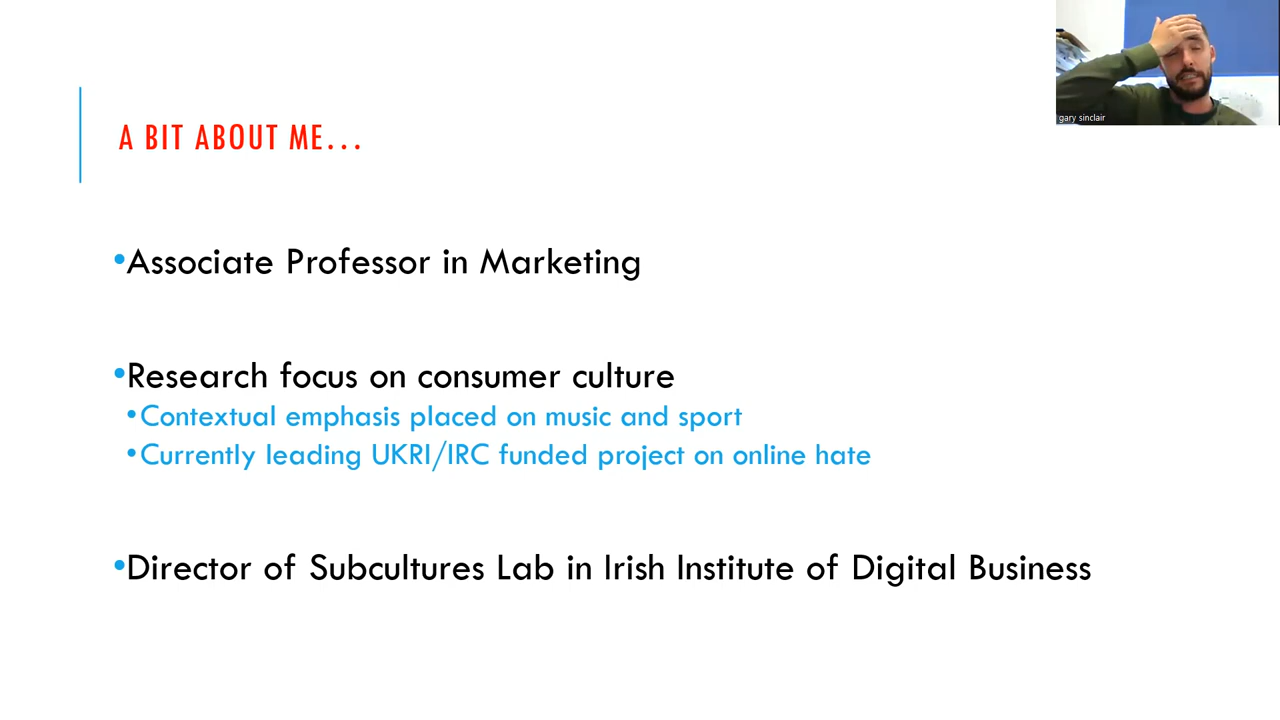 gary sinclair
A BIT ABOUT ME...
•Associate Professor in Marketing
•Research focus on consumer culture
•Contextual emphasis placed on music and sport
•Currently leading UKRI/IRC funded project on online hate
•Director of Subcultures Lab in Irish Institute of Digital Business